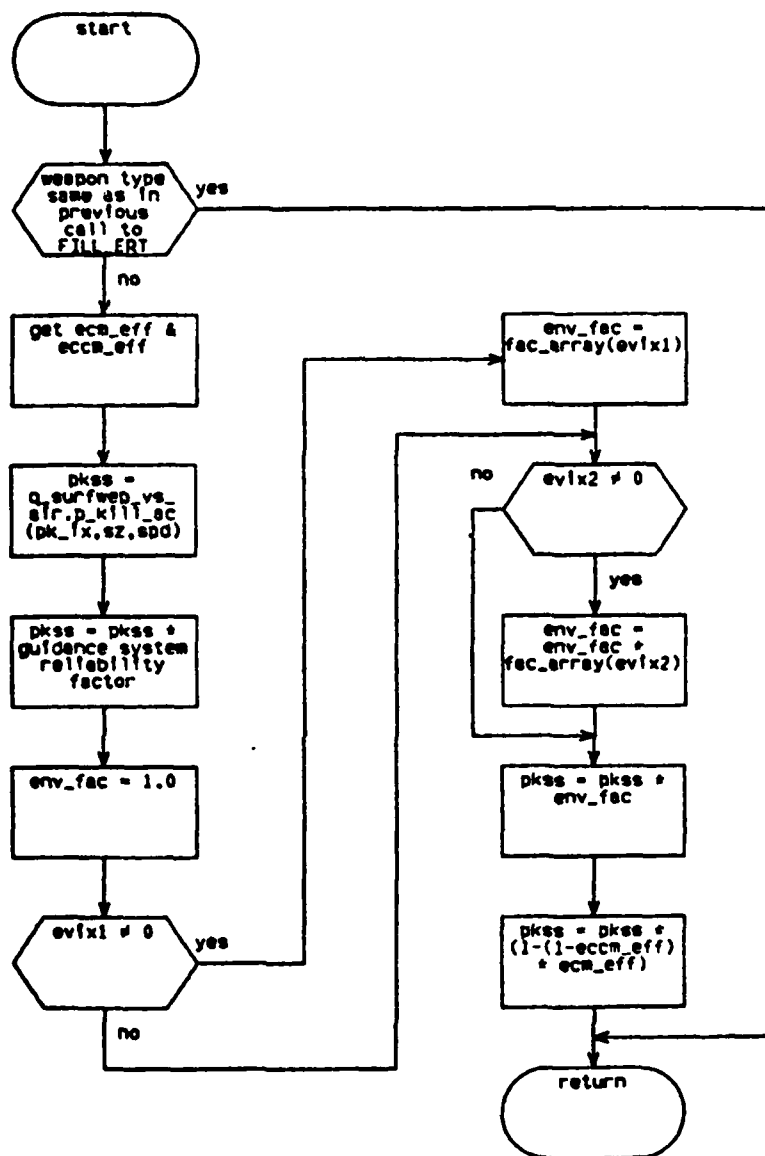 start
weapon type
same as in
previous
call to
FILL_ERT
yes
no
get ecm_eff &
eccm_eff
pkss =
q_surfwep_vs_
air.p_kill_ac
(pk_ix,sz,spd)
pkss = pkss *
guidance system
reliability
factor
env_fac = 1.0
evix1 ≠ 0
yes
no
env_fac =
fac_array(evix1)
no
evix2 ≠ 0
yes
env_fac =
env_fac *
fac_array(evix2)
pkss = pkss *
env_fac
pkss = pkss *
(1-(1-eccm_eff)
* ecm_eff)
return